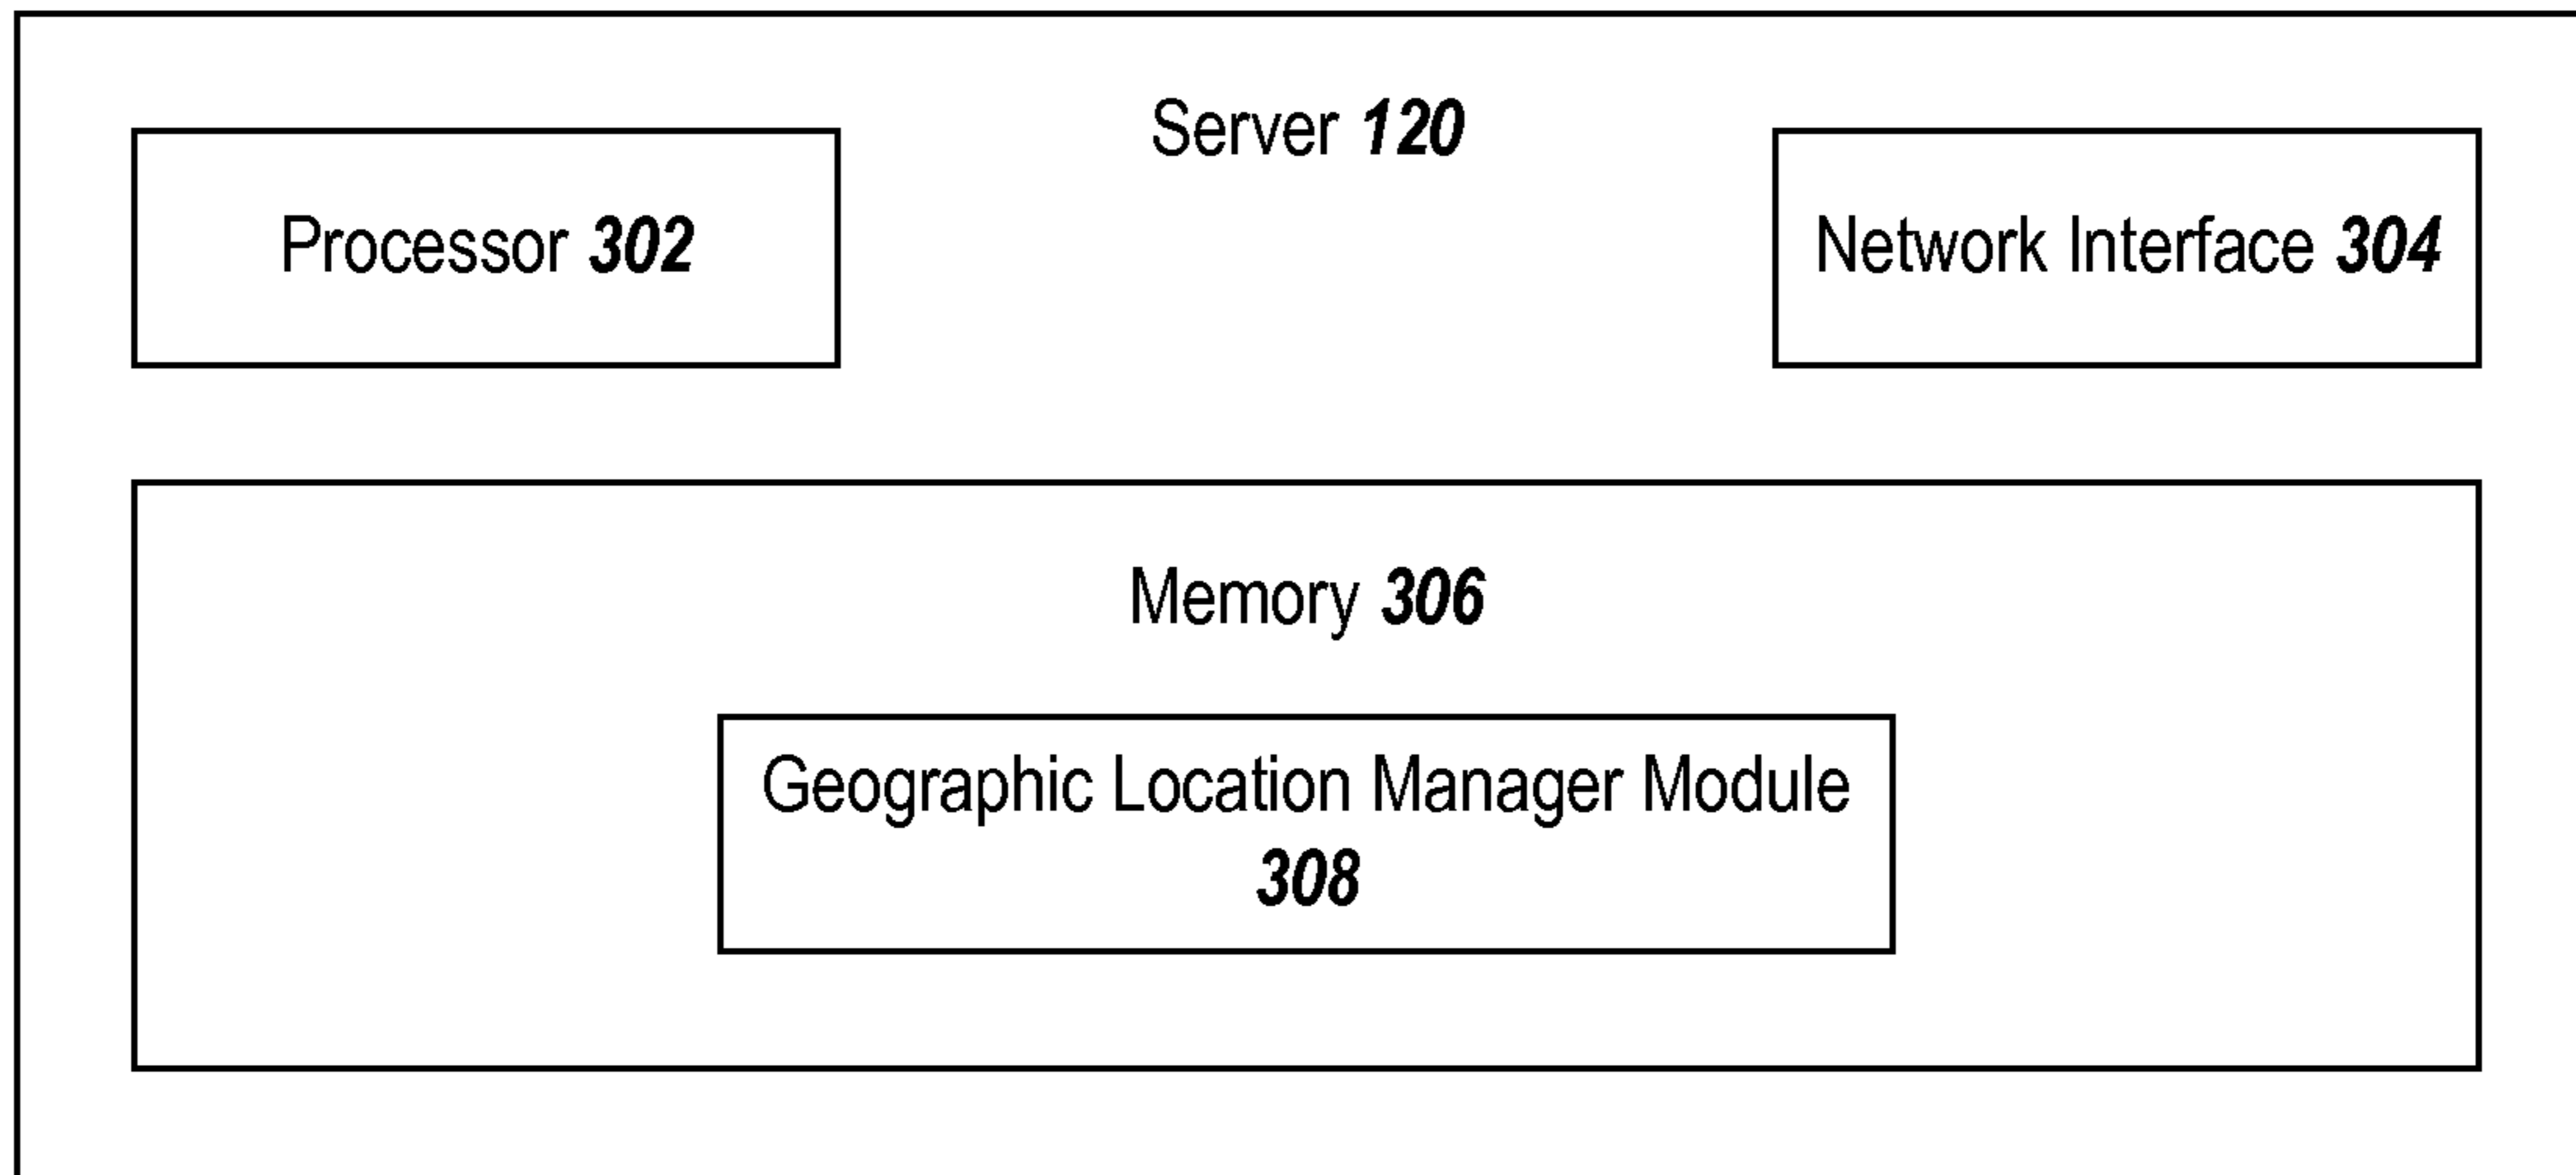 Server 120
Processor 302
Network Interface 304
Memory 306
Geographic Location Manager Module
308